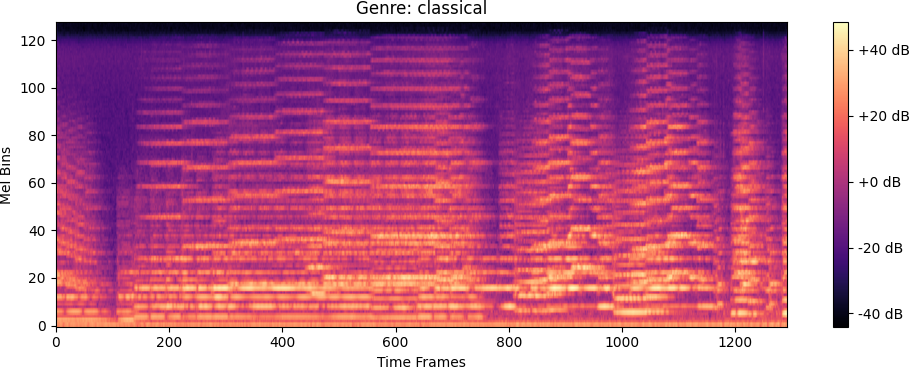 Genre: classical
Mel Bins
120
100
80
60
40
20
0
0 200 400 600 800 1000 1200
Time Frames
+40 dB
+20 dB
+0 dB
-20 dB
-40 dB